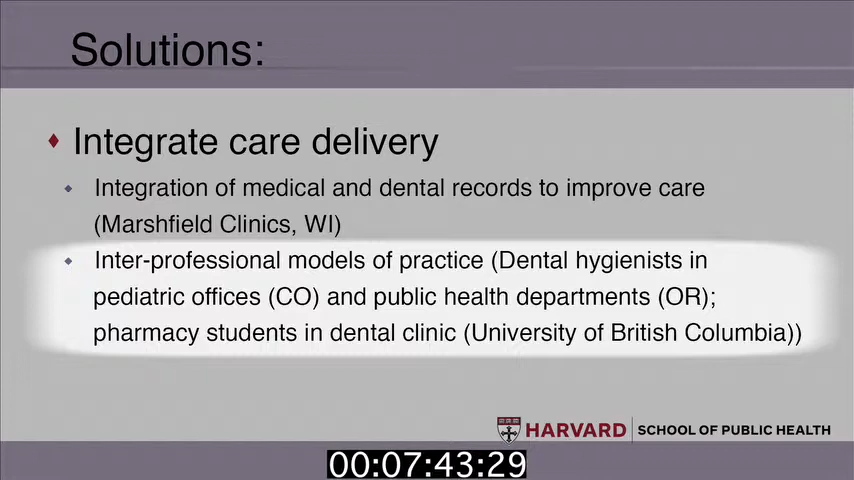 Solutions:
Integrate care delivery
Integration of medical and dental records to improve care
(Marshfield Clinics, WI)
Inter-professional models of practice (Dental hygienists in
pediatric offices (CO) and public health departments (OR);
pharmacy students in dental clinic (University of British Columbia))
HARVARD SCHOOL OF PUBLIC HEALTH
00:07:43:29